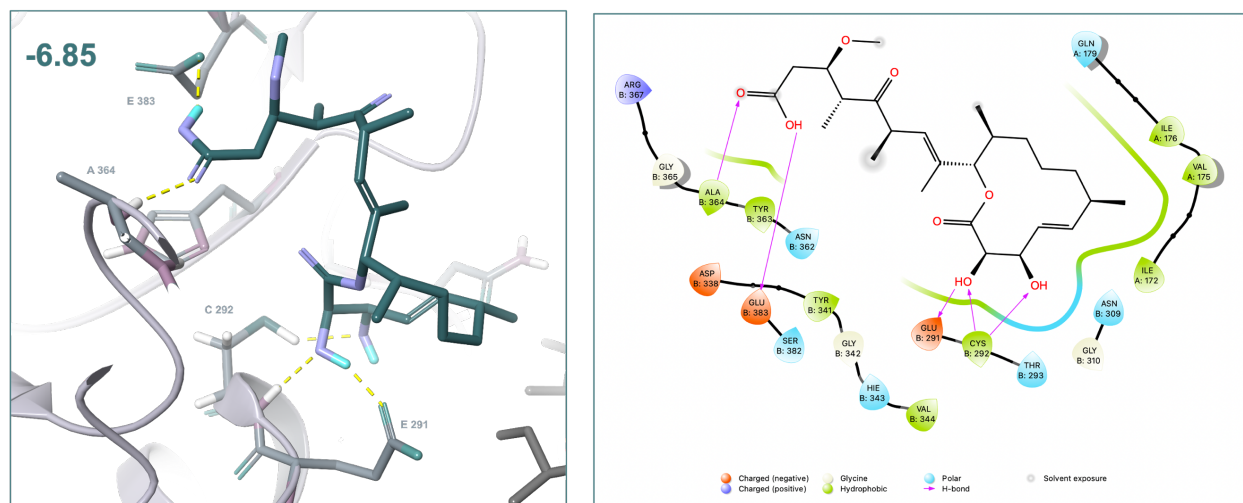 -6.85
E 383
A 364
C 292
E 291
O
O
O
OH
O
O
HO
OH
GLN
A: 179
ILE
A: 176
VAL
A: 175
ILE
A: 172
ARG
B: 367
GLY
B: 365
ALA
B: 364
TYR
B: 363
ASN
B: 362
ASP
B: 338
GLU
B: 383
SER
B: 382
TYR
B: 341
GLY
B: 342
HIE
B: 343
VAL
B: 344
GLU
B: 291
CYS
B: 292
THR
B: 293
ASN
B: 309
GLY
B: 310
Charged (negative)
Charged (positive)
Glycine
Hydrophobic
Polar
H-bond
Solvent exposure